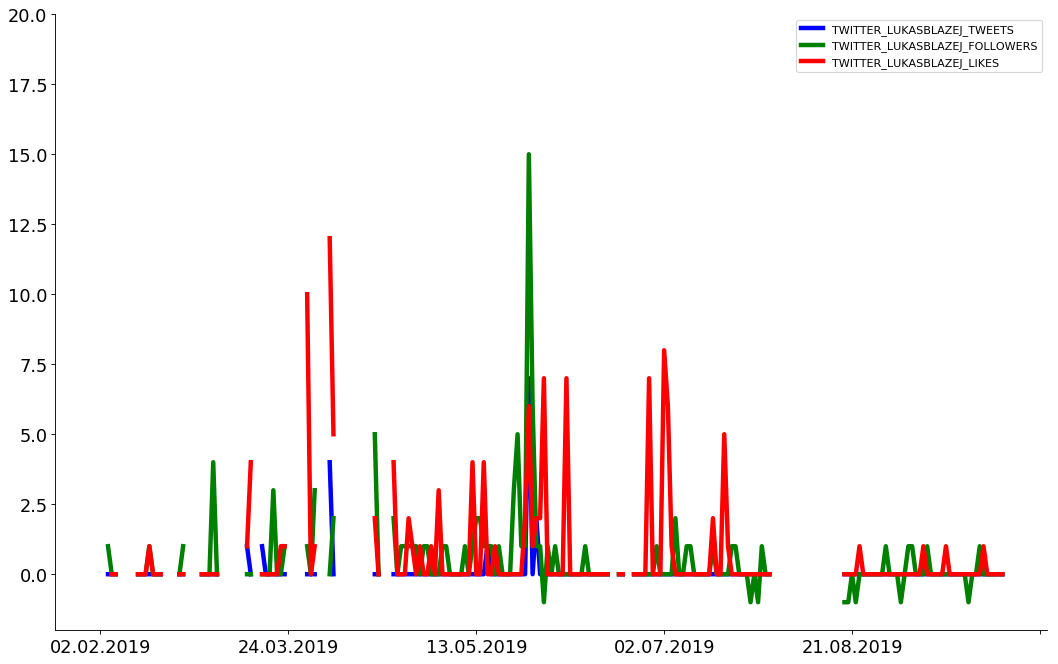 20.0
17.5
15.0
12.5
10.0
7.5
5.0
2.5
0.0
TWITTER_LUKASBLAZEJ_TWEETS
TWITTER_LUKASBLAZEJ_FOLLOWERS
TWITTER_LUKASBLAZEJ_LIKES
02.02.2019 24.03.2019 13.05.2019 02.07.2019 21.08.2019